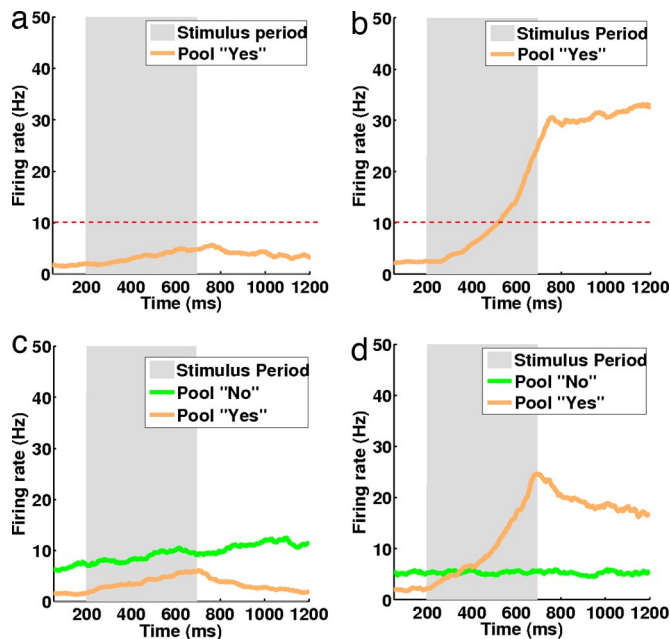 a
50
40
30
20
10
0
Firing rate (Hz)
Stimulus period
Pool "Yes"
200 400 600 800 1000 1200
Time (ms)
b
50
40
30
20
10
0
Firing rate (Hz)
Stimulus Period
Pool "Yes"
200 400 600 800 1000 1200
Time (ms)
c
50
40
30
20
10
0
Firing rate (Hz)
Stimulus Period
Pool "No"
Pool "Yes"
200 400 600 800 1000 1200
Time (ms)
d
50
40
30
20
10
0
Firing rate (Hz)
Stimulus Period
Pool "No"
Pool "Yes"
200 400 600 800 1000 1200
Time (ms)